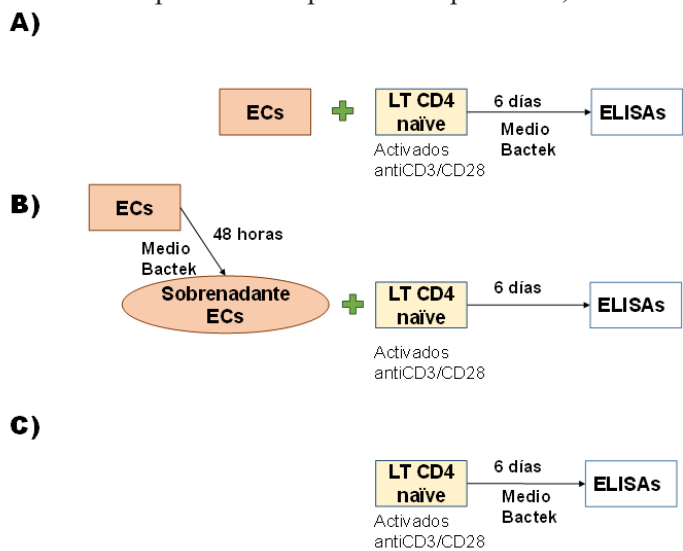 A)
ECs
LT CD4
naïve
Activados
antiCD3/CD28
6 días
Medio
Bactek
ELISAs
B)
ECs
Medio
Bactek
48 horas
Sobrenadante
ECs
LT CD4
naïve
Activados
antiCD3/CD28
6 días
ELISAs
C)
LT CD4
naïve
Activados
antiCD3/CD28
6 días
Medio
Bactek
ELISAs